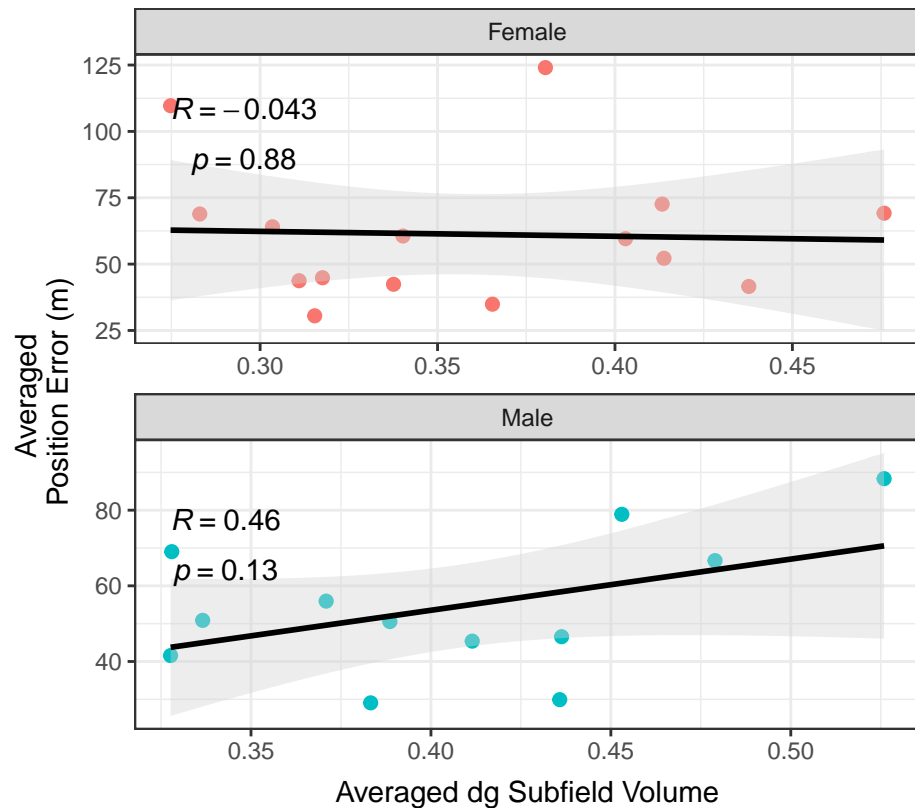 Female
125
100
75
50
25
R = −0.043
p = 0.88
0.30 0.35 0.40 0.45
Male
80
60
40
R = 0.46
p = 0.13
0.35 0.40 0.45 0.50
Averaged
Position Error (m)
Averaged dg Subfield Volume